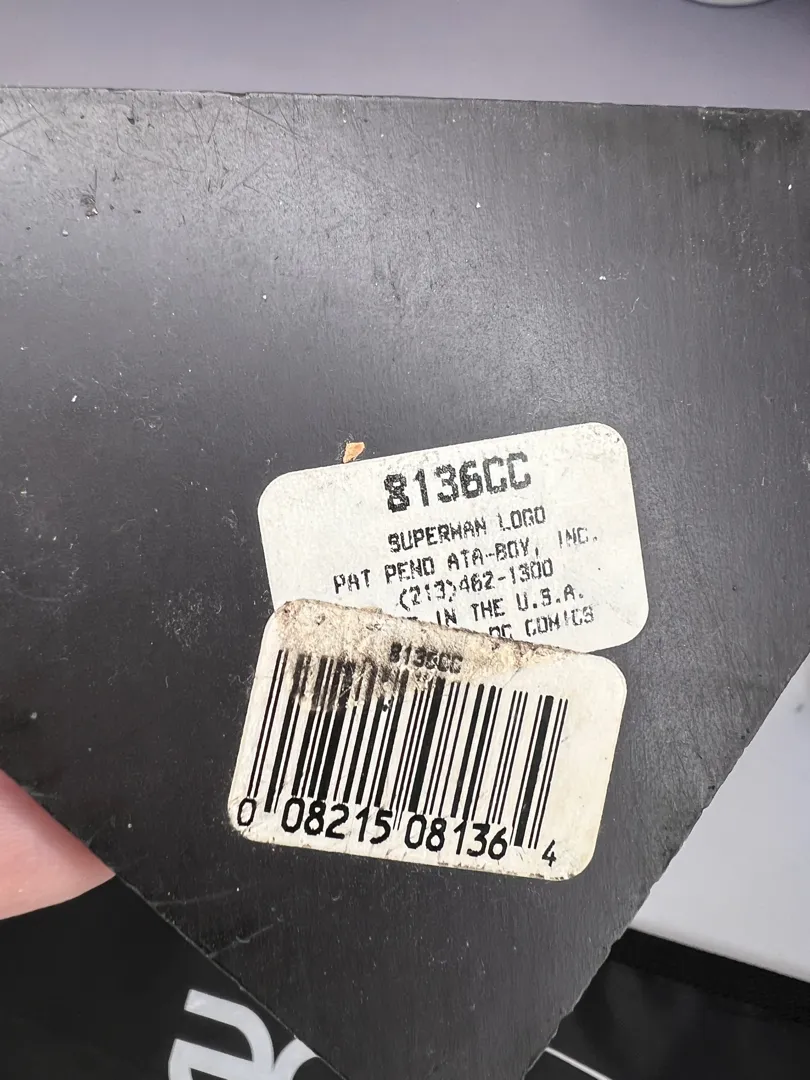 8136CC
SUPERMAN LOGO
PAT PEND ATA-BOY, INC.
(213)462-1300
IN THE U.S.A.
DC COMICS
8136CC
0 08215 08136 4